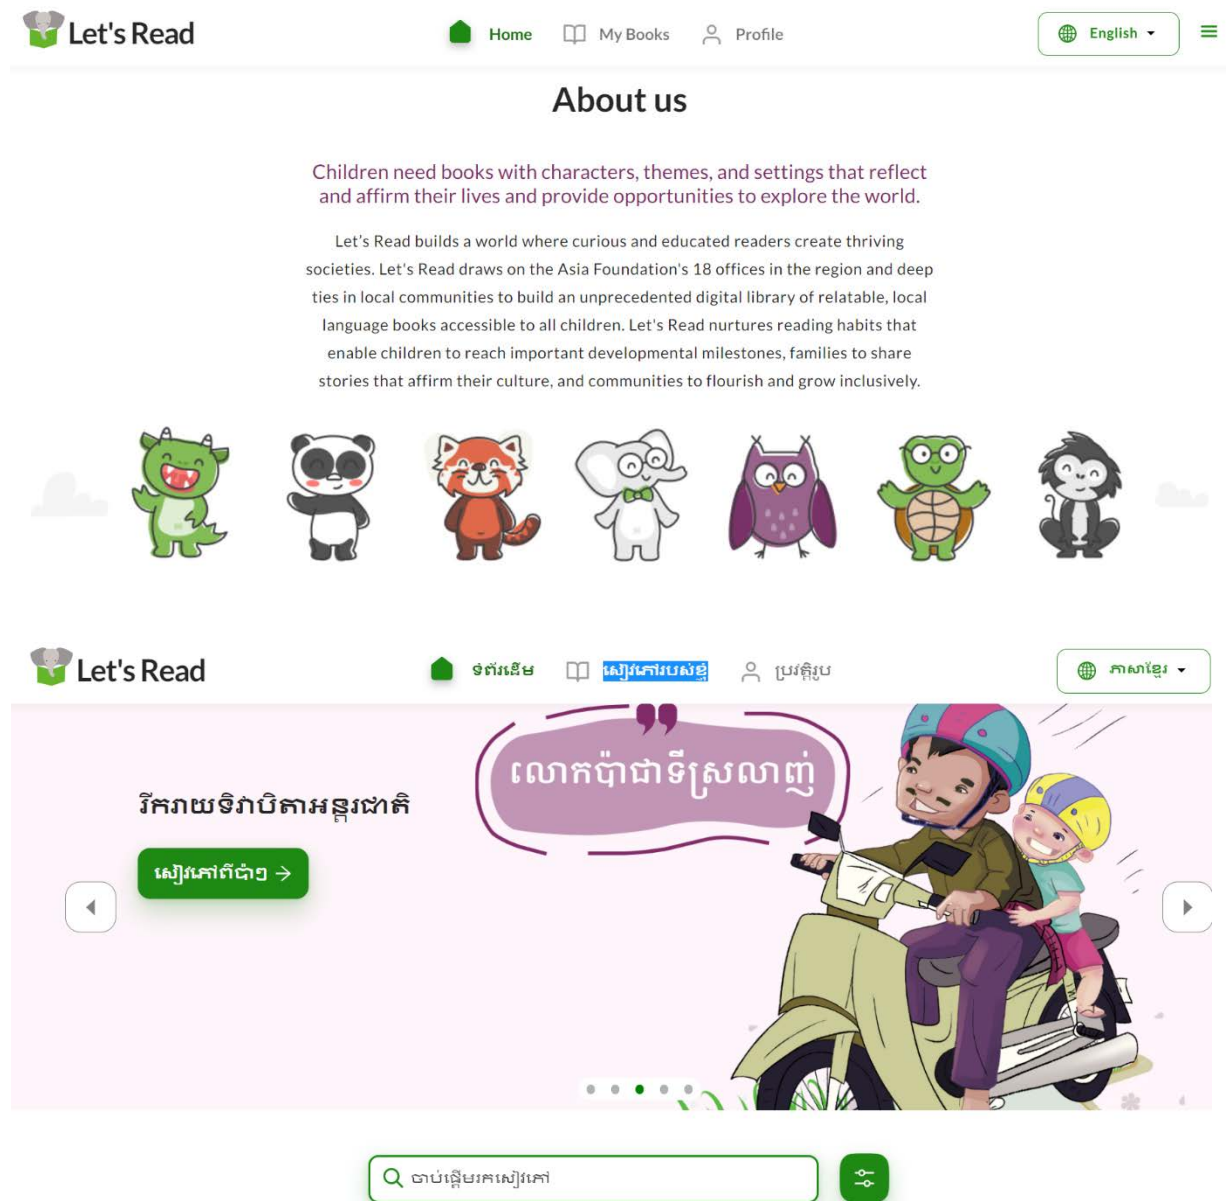 Let's Read
Home
My Books
Profile
English
About us
Children need books with characters, themes, and settings that reflect
and affirm their lives and provide opportunities to explore the world.
Let's Read builds a world where curious and educated readers create thriving
societies. Let's Read draws on the Asia Foundation's 18 offices in the region and deep
ties in local communities to build an unprecedented digital library of relatable, local
language books accessible to all children. Let's Read nurtures reading habits that
enable children to reach important developmental milestones, families to share
stories that affirm their culture, and communities to flourish and grow inclusively.
Let's Read
ទំព័រដើម
សៀវភៅរបស់ខ្ញុំ
ប្រវត្តិរូប
ភាសាខ្មែរ
លោកប៉ាជាទីស្រលាញ់
រីករាយទិវាបិតាអន្តរជាតិ
សៀវភៅពីប៉ាៗ →
ចាប់ផ្ដើមរកសៀវភៅ